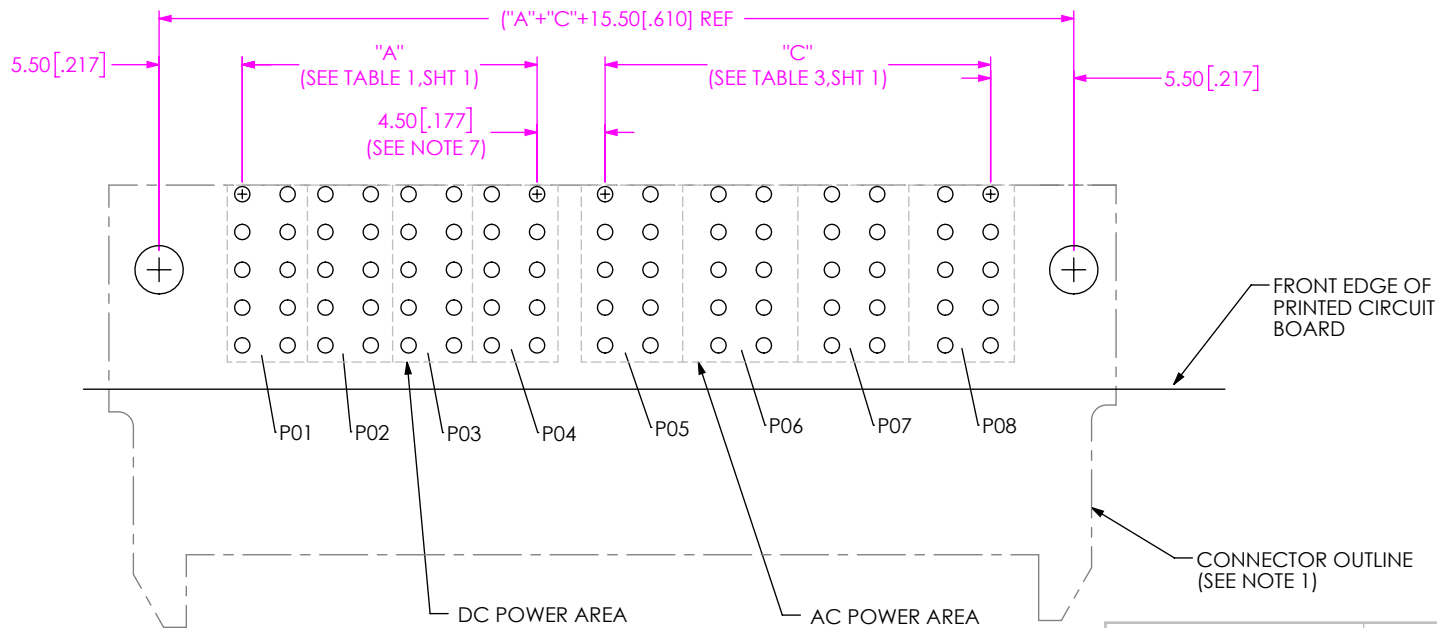 ("A"+"C"+15.50[.610] REF
5.50[.217]
"A"
(SEE TABLE 1,SHT 1)
"C"
(SEE TABLE 3,SHT 1)
5.50[.217]
4.50[.177]
(SEE NOTE 7)
FRONT EDGE OF
PRINTED CIRCUIT
BOARD
P01
P02
P03
P04
P05
P06
P07
P08
CONNECTOR OUTLINE
(SEE NOTE 1)
DC POWER AREA
AC POWER AREA